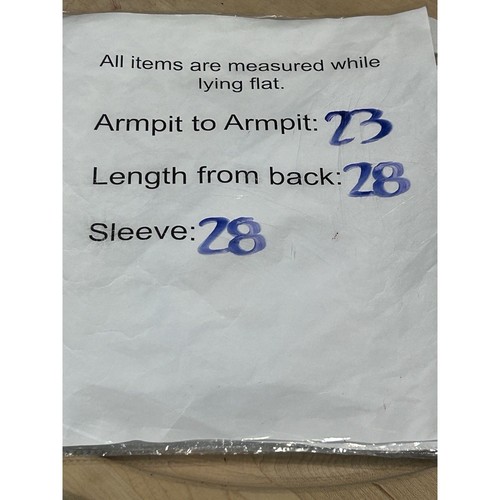 All items are measured while
lying flat.
Armpit to Armpit: 23
Length from back: 28
Sleeve: 28